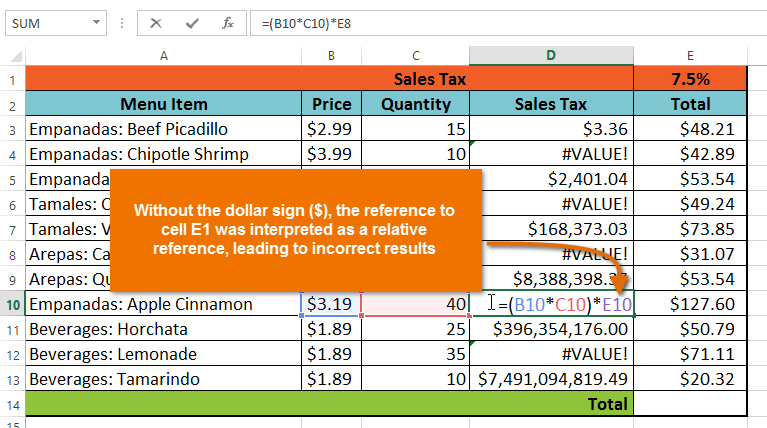 SUM =(B10*C10)*E8
A B C D E
1 Sales Tax 7.5%
2 Menu Item Price Quantity Sales Tax Total
3 Empanadas: Beef Picadillo $2.99 15 $3.36 $48.21
4 Empanadas: Chipotle Shrimp $3.99 10 #VALUE! $42.89
5 Empanada $2,401.04 $53.54
6 Tamales: #VALUE! $49.24
7 Tamales: $168,373.03 $73.85
8 Arepas: Ca #VALUE! $31.07
9 Arepas: Qu $8,388,398.37 $53.54
Without the dollar sign ($), the reference to
cell E1 was interpreted as a relative
reference, leading to incorrect results
10 Empanadas: Apple Cinnamon $3.19 40 =(B10*C10)*E10 $127.60
11 Beverages: Horchata $1.89 25 $396,354,176.00 $50.79
12 Beverages: Lemonade $1.89 35 #VALUE! $71.11
13 Beverages: Tamarindo $1.89 10 $7,491,094,819.49 $20.32
14 Total
15